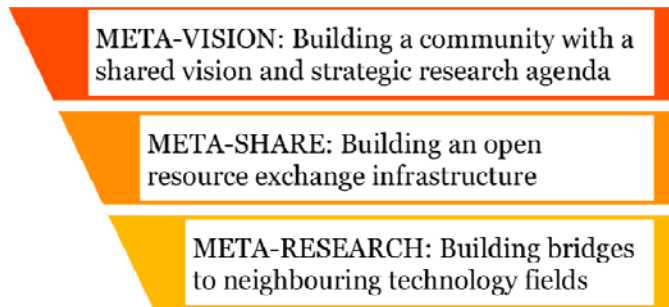 META-VISION: Building a community with a
shared vision and strategic research agenda
META-SHARE: Building an open
resource exchange infrastructure
META-RESEARCH: Building bridges
to neighbouring technology fields